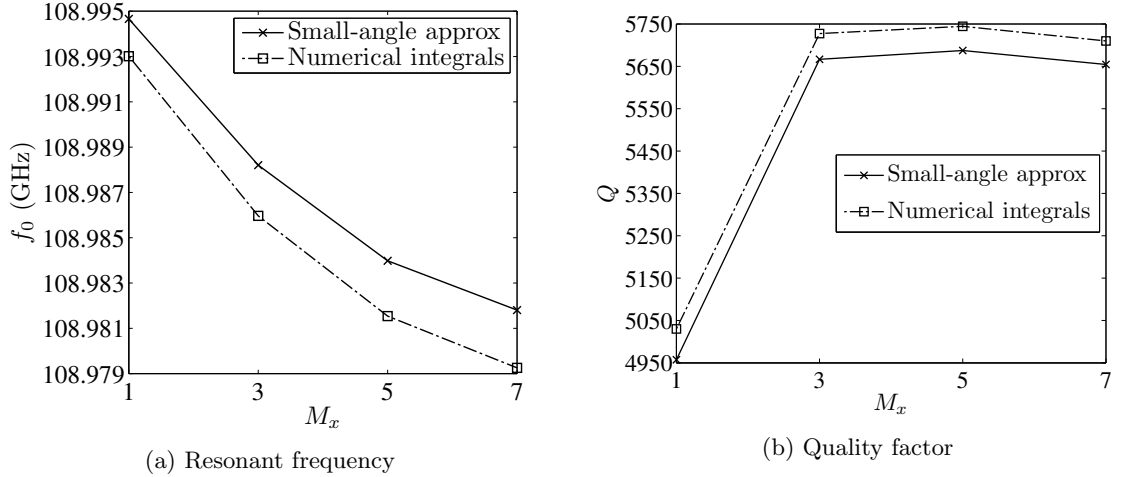 108.995
108.993
108.991
108.989
108.987
108.985
108.983
108.981
108.979
f0 (GHz)
Small-angle approx
Numerical integrals
1 3 5 7
Mx
(a) Resonant frequency
5750
5650
5550
5450
5350
5250
5150
5050
4950
Q
Small-angle approx
Numerical integrals
1 3 5 7
Mx
(b) Quality factor